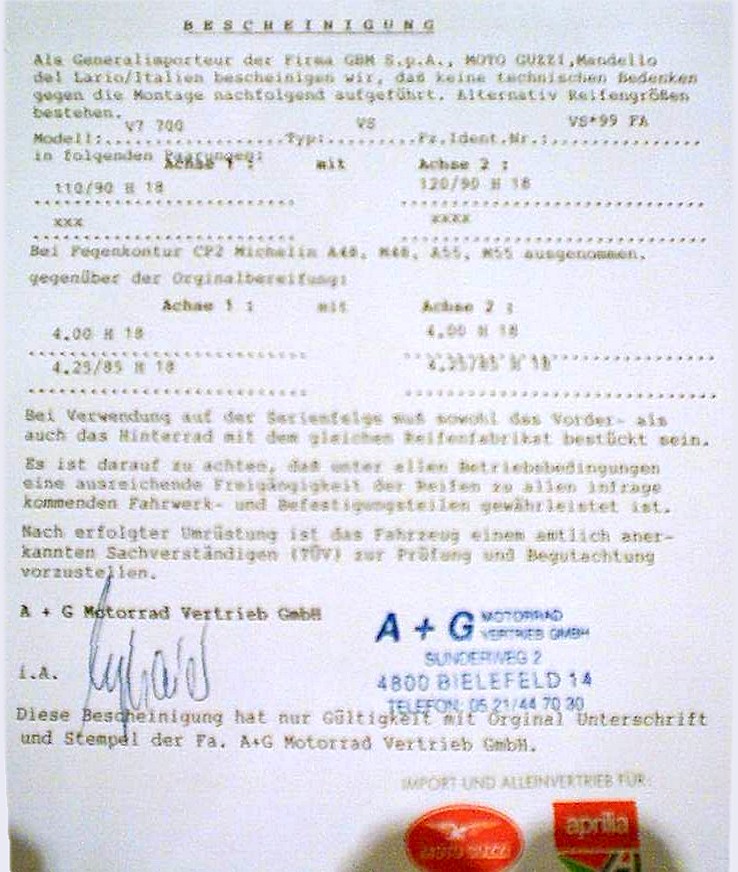 BESCHEINIGUNG
Als Generalimporteur der Firma GBM S.p.A., MOTO GUZZI, Mandello
del Lario/Italien bescheinigen wir, daß keine technischen Bedenken
gegen die Montage nachfolgend aufgeführt. Alternativ Reifengrößen
bestehen.
V7 700 VS VS*99 FA
Modell:..............Typ:.........Fz.Ident.Nr.:...............
in folgenden Paarungen:
Achse 1 : mit Achse 2 :
110/90 H 18 120/90 H 18
xxx xxxx
Bei Fegenkontur CP2 Michelin A48, M48, A55, M55 ausgenommen.
gegenüber der Orginalbereifung:
Achse 1 : mit Achse 2 :
4.00 H 18 4.00 H 18
4.25/85 H 18 4.25/85 H 18
Bei Verwendung auf der Serienfelge muß sowohl das Vorder- als
auch das Hinterrad mit dem gleichen Reifenfabrikat bestückt sein.
Es ist darauf zu achten, daß unter allen Betriebsbedingungen
eine ausreichende Freigängigkeit der Reifen zu allen infrage
kommenden Fahrwerk- und Befestigungsteilen gewährleistet ist.
Nach erfolgter Umrüstung ist das Fahrzeug einem amtlich aner-
kannten Sachverständigen (TÜV) zur Prüfung und Begutachtung
vorzustellen.
A + G Motorrad Vertrieb GmbH
A + G MOTORRAD
VERTRIEB GMBH
SUNDERWEG 2
4800 BIELEFELD 14
TELEFON: 05 21/44 70 30
i.A.
Diese Bescheinigung hat nur Gültigkeit mit Orginal Unterschrift
und Stempel der Fa. A+G Motorrad Vertrieb GmbH.
IMPORT UND ALLEINVERTRIEB FÜR:
MOTO GUZZI aprilia